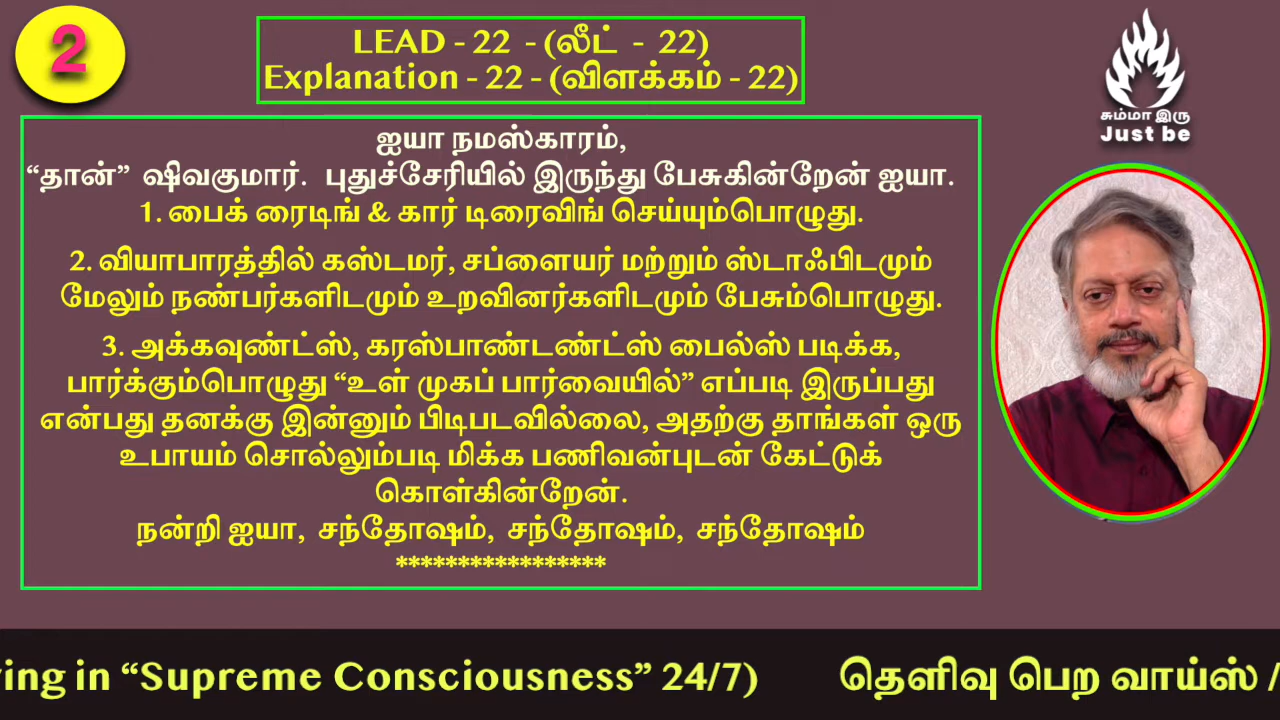 2
LEAD - 22 - (லீட் - 22)
Explanation - 22 - (விளக்கம் - 22)
சும்மா இரு
Just be
ஐயா நமஸ்காரம்,
“தான்” ஷிவகுமார். புதுச்சேரியில் இருந்து பேசுகின்றேன் ஐயா.
1. பைக் ரைடிங் & கார் டிரைவிங் செய்யும்பொழுது.
2. வியாபாரத்தில் கஸ்டமர், சப்ளையர் மற்றும் ஸ்டாஃபிடமும்
மேலும் நண்பர்களிடமும் உறவினர்களிடமும் பேசும்பொழுது.
3. அக்கவுண்ட்ஸ், கரஸ்பாண்டண்ட்ஸ் பைல்ஸ் படிக்க,
பார்க்கும்பொழுது “உள் முகப் பார்வையில்” எப்படி இருப்பது
என்பது தனக்கு இன்னும் பிடிபடவில்லை, அதற்கு தாங்கள் ஒரு
உபாயம் சொல்லும்படி மிக்க பணிவன்புடன் கேட்டுக்
கொள்கின்றேன்.
நன்றி ஐயா, சந்தோஷம், சந்தோஷம், சந்தோஷம்
*****************
ing in “Supreme Consciousness” 24/7) தெளிவு பெற வாய்ஸ் /